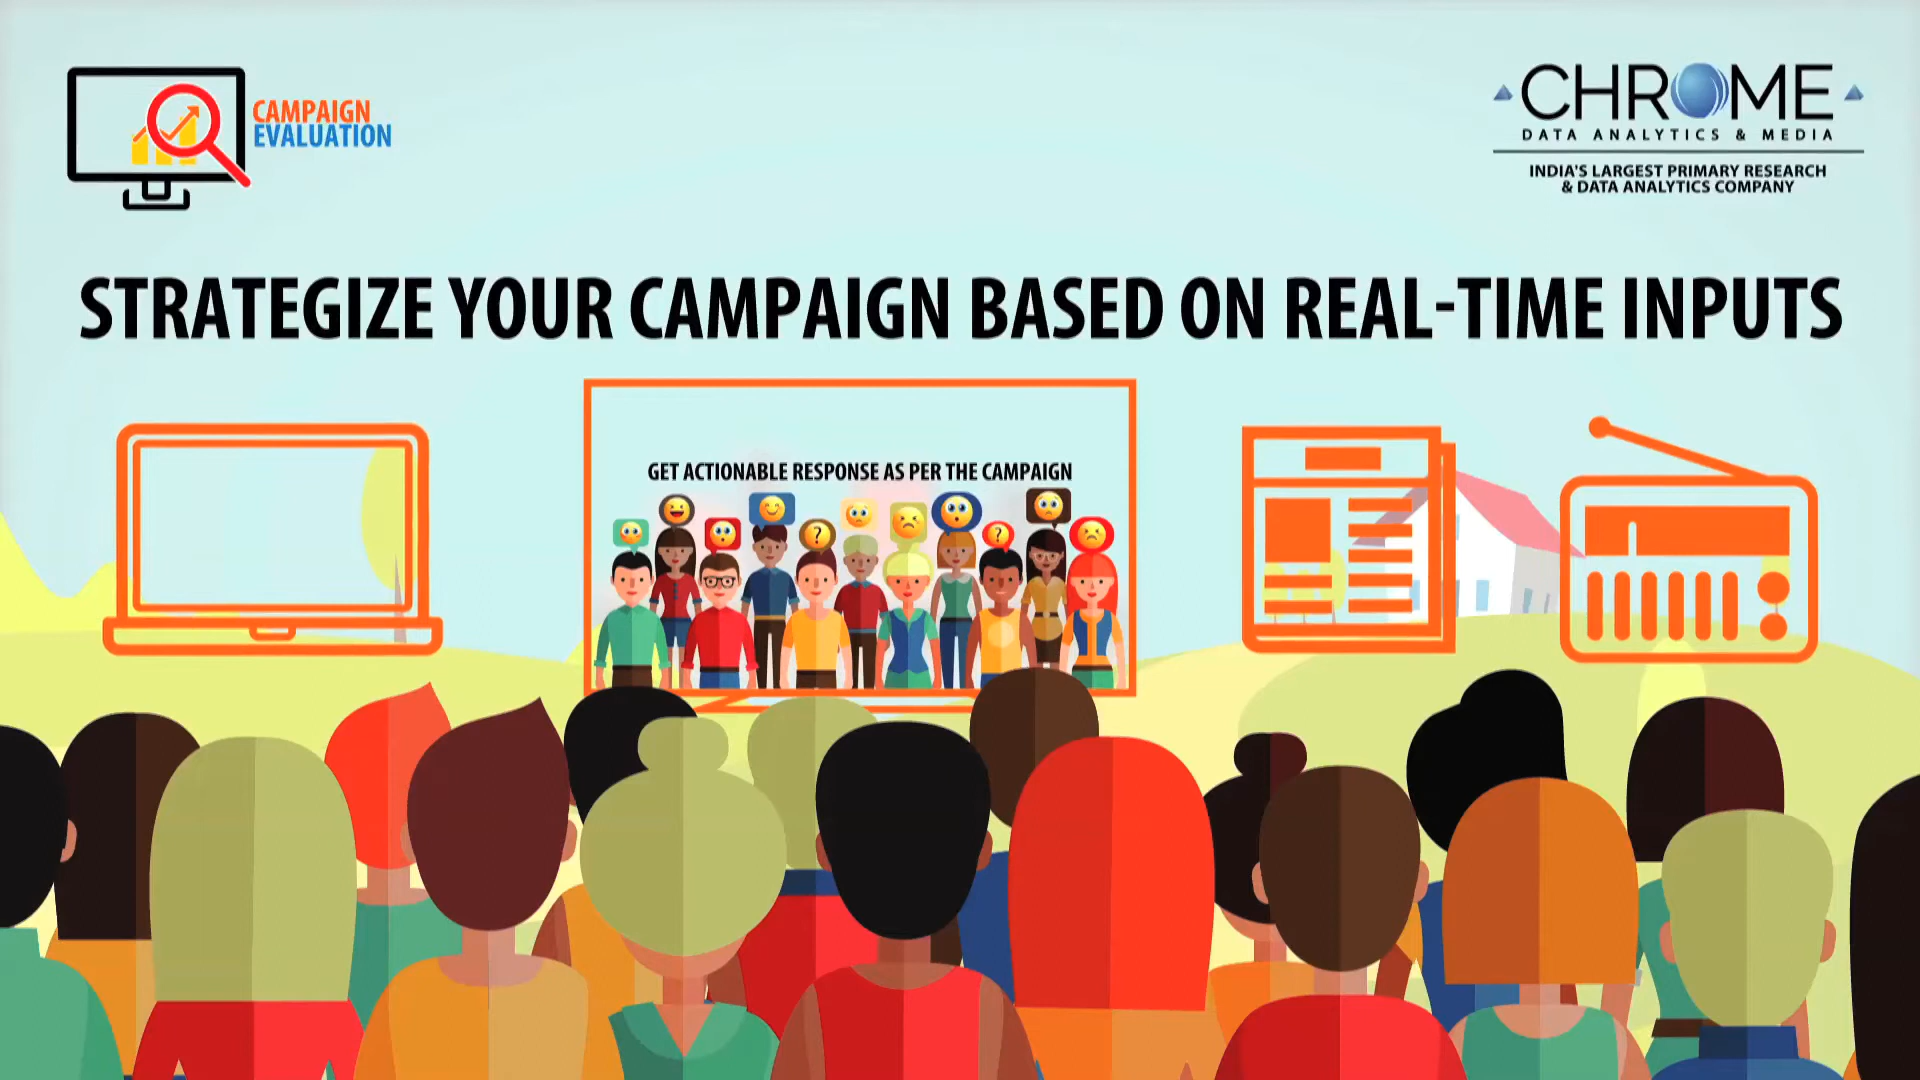 CAMPAIGN
EVALUATION
CHROME
DATA ANALYTICS & MEDIA
INDIA'S LARGEST PRIMARY RESEARCH
& DATA ANALYTICS COMPANY
STRATEGIZE YOUR CAMPAIGN BASED ON REAL-TIME INPUTS
GET ACTIONABLE RESPONSE AS PER THE CAMPAIGN
?
?